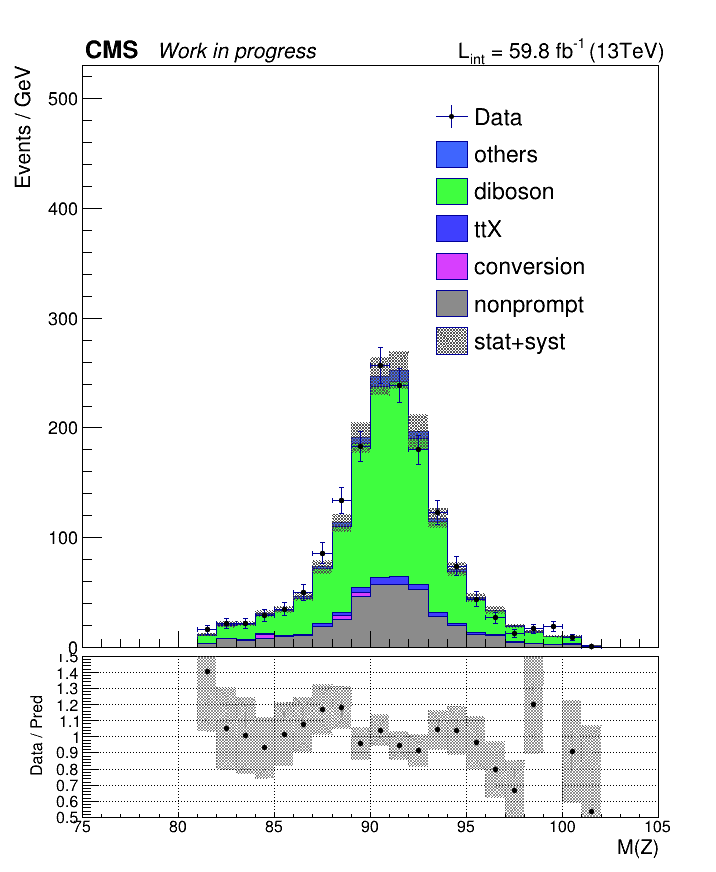 CMS Work in progress L_int = 59.8 fb⁻¹ (13TeV)
Events / GeV
500
400
300
200
100
0
Data
others
diboson
ttX
conversion
nonprompt
stat+syst
Data / Pred
1.5
1.4
1.3
1.2
1.1
1
0.9
0.8
0.7
0.6
0.5
75 80 85 90 95 100 105
M(Z)